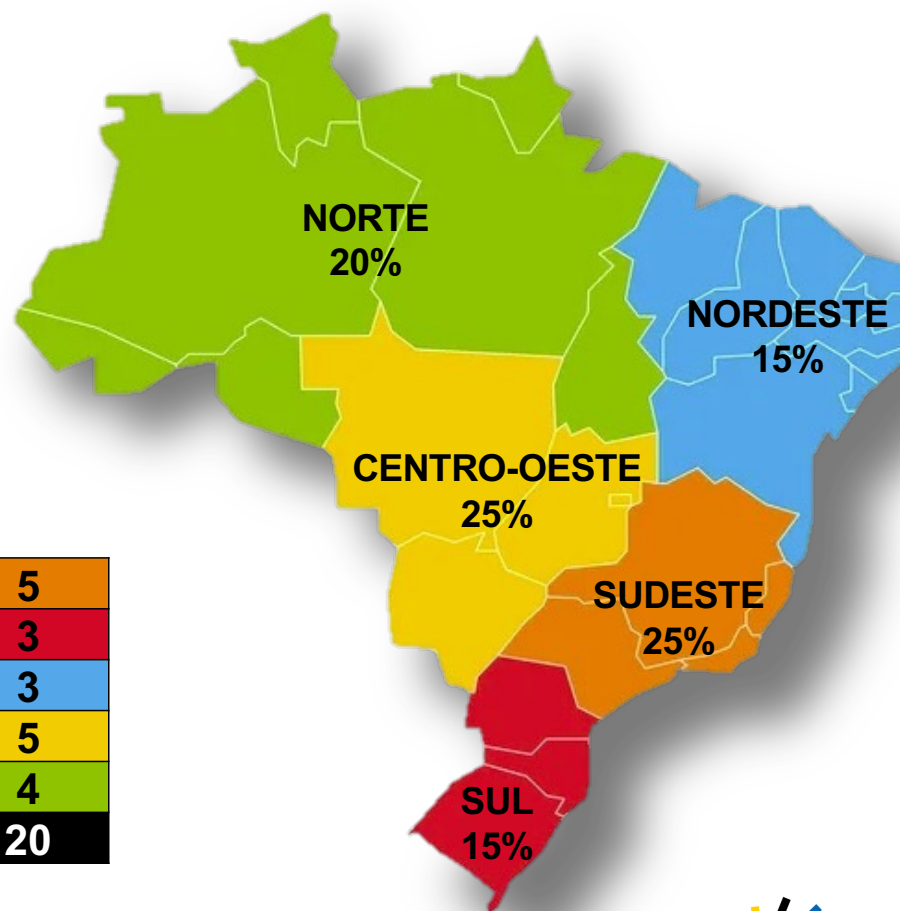 NORTE
20%
NORDESTE
15%
CENTRO-OESTE
25%
SUDESTE
25%
SUL
15%
5
3
3
5
4
20